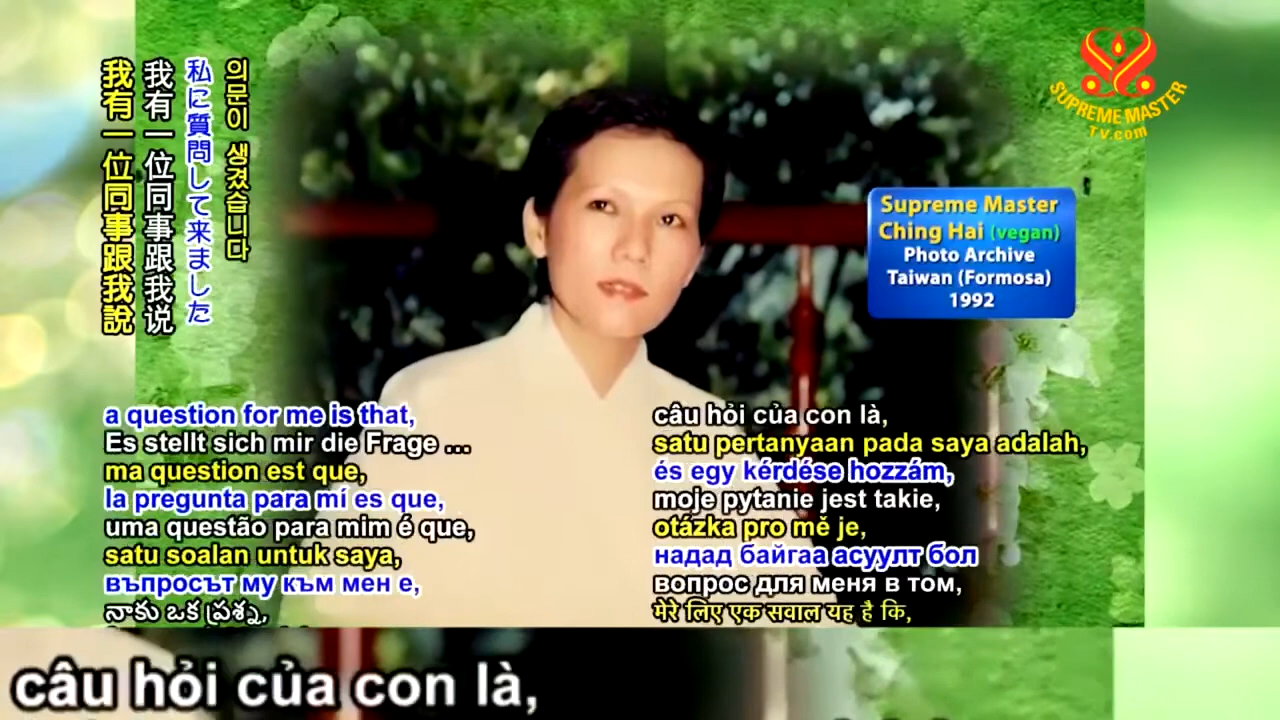 我有一位同事跟我說
我有一位同事跟我说
私に質問して来ました
의문이 생겼습니다
SUPREME MASTER
TV.com
Supreme Master
Ching Hai (vegan)
Photo Archive
Taiwan (Formosa)
1992
a question for me is that,
Es stellt sich mir die Frage ...
ma question est que,
la pregunta para mí es que,
uma questão para mim é que,
satu soalan untuk saya,
въпросът му към мен е,
నాకు ఒక ప్రశ్న,
câu hỏi của con là,
satu pertanyaan pada saya adalah,
és egy kérdése hozzám,
moje pytanie jest takie,
otázka pro mě je,
надад байгаа асуулт бол
вопрос для меня в том,
मेरे लिए एक सवाल यह है कि,
câu hỏi của con là,